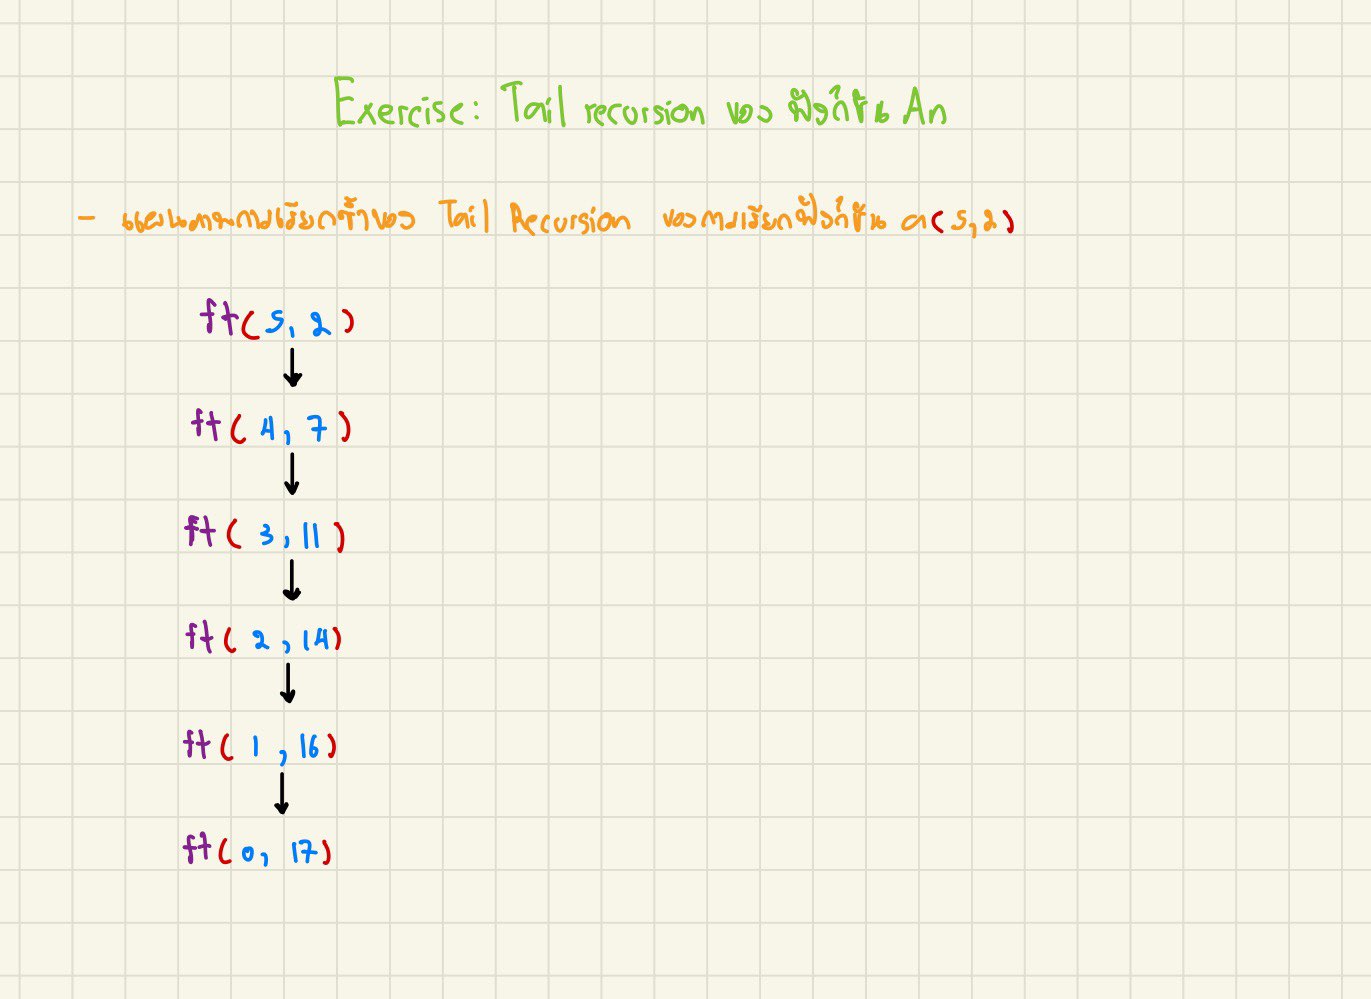 Exercise: Tail recursion ของ ฟังก์ชัน An
- แผนภาพการเรียกซ้ำของ Tail Recursion ของการเรียกฟังก์ชัน a(5,2)
ft(5, 2)
ft(4, 7)
ft(3, 11)
ft(2, 14)
ft(1, 16)
ft(0, 17)